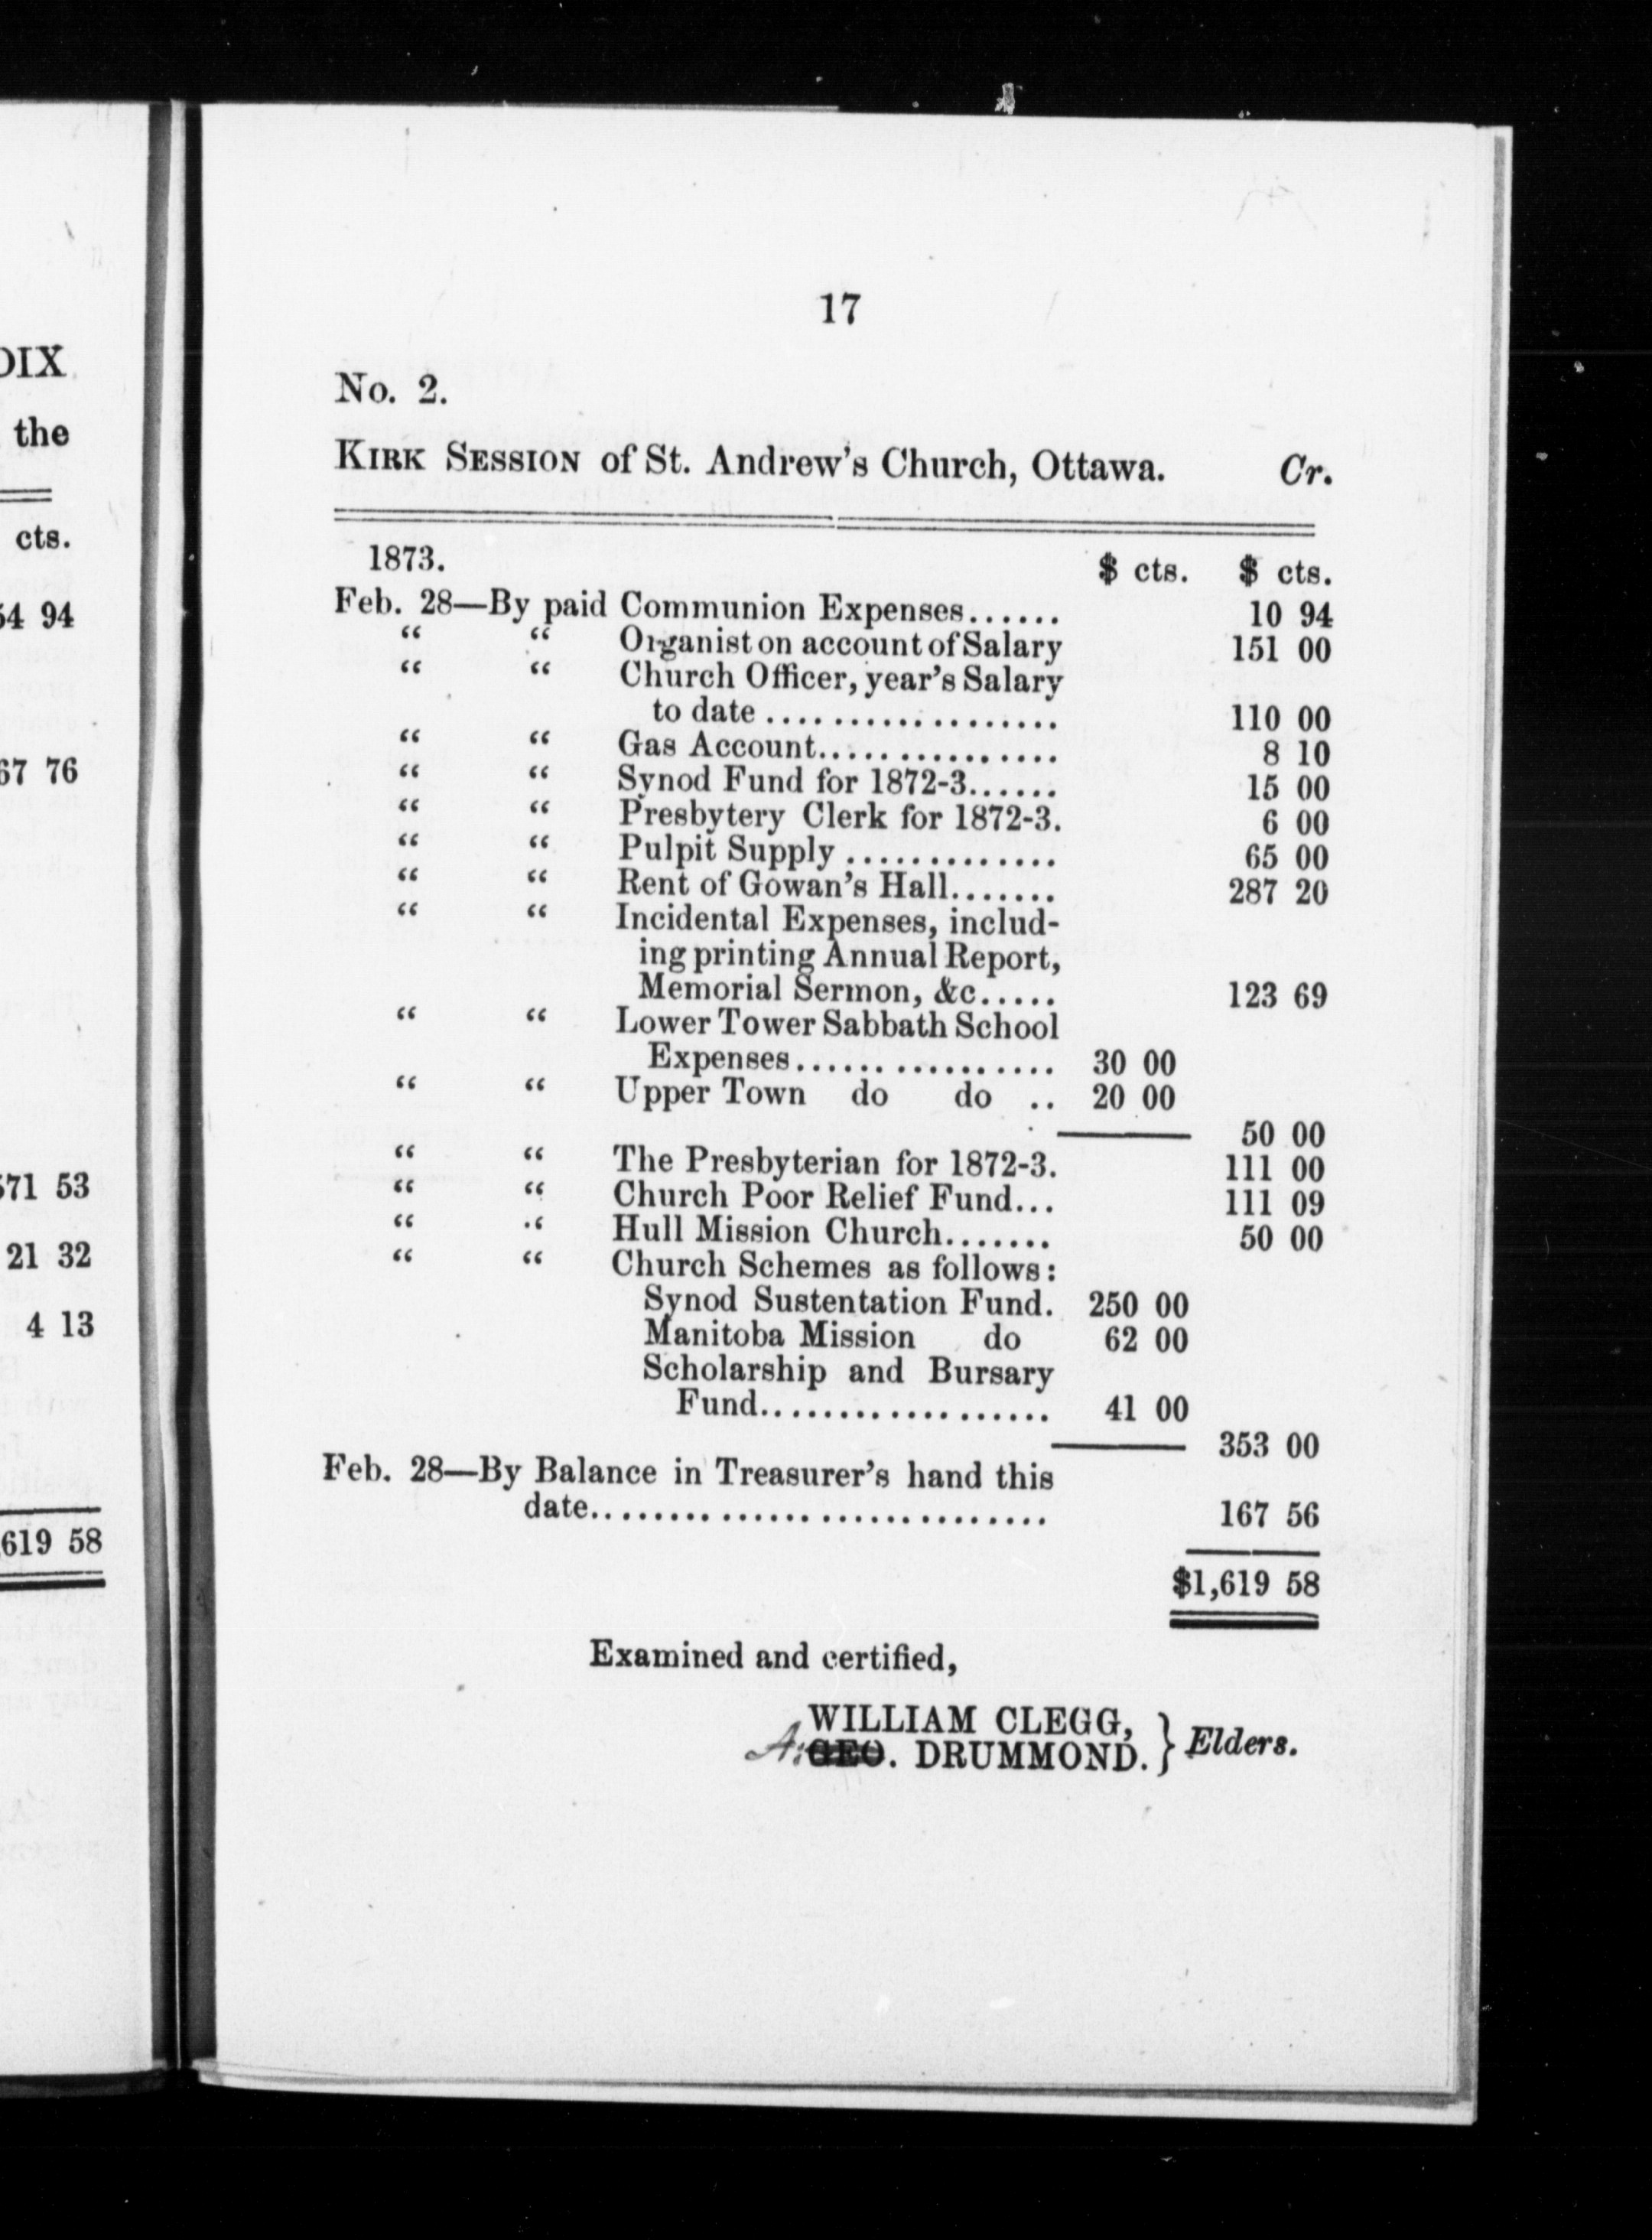 DIX
the
cts.
54 94
67 76
571 53
21 32
4 13
,619 58
17
No. 2.
KIRK SESSION of St. Andrew's Church, Ottawa. Cr.
1873. $ cts. $ cts.
Feb. 28—By paid Communion Expenses...... 10 94
“ “ Organist on account of Salary 151 00
“ “ Church Officer, year's Salary
to date .................. 110 00
“ “ Gas Account............... 8 10
“ “ Synod Fund for 1872-3...... 15 00
“ “ Presbytery Clerk for 1872-3. 6 00
“ “ Pulpit Supply ............. 65 00
“ “ Rent of Gowan's Hall....... 287 20
“ “ Incidental Expenses, includ-
ing printing Annual Report,
Memorial Sermon, &c..... 123 69
“ “ Lower Tower Sabbath School
Expenses................ 30 00
“ “ Upper Town do do .. 20 00
50 00
“ “ The Presbyterian for 1872-3. 111 00
“ “ Church Poor Relief Fund... 111 09
“ “ Hull Mission Church....... 50 00
“ “ Church Schemes as follows:
Synod Sustentation Fund. 250 00
Manitoba Mission do 62 00
Scholarship and Bursary
Fund.................. 41 00
353 00
Feb. 28—By Balance in Treasurer's hand this
date............................ 167 56
$1,619 58
Examined and certified,
WILLIAM CLEGG, } Elders.
A: GEO. DRUMMOND.